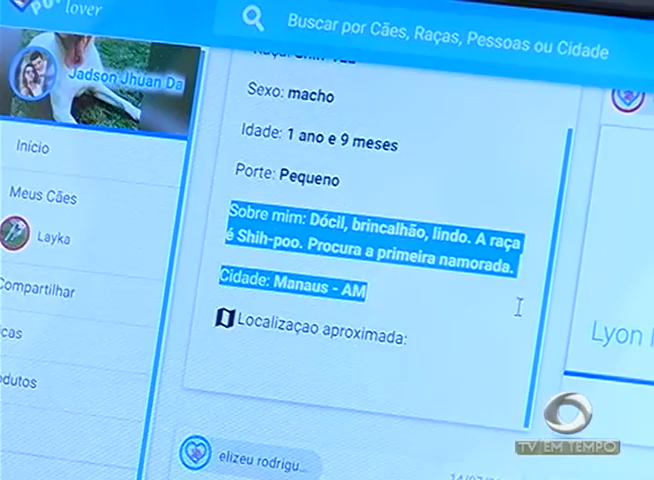 lover
Buscar por Cães, Raças, Pessoas ou Cidade
Jadson Jhuan Da
Início
Meus Cães
Layka
Compartilhar
Sexo: macho
Idade: 1 ano e 9 meses
Porte: Pequeno
Sobre mim: Dócil, brincalhão, lindo. A raça
é Shih-poo. Procura a primeira namorada.
Cidade: Manaus - AM
Localizaçao aproximada:
Lyon
elizeu rodrigu...
TV EM TEMPO